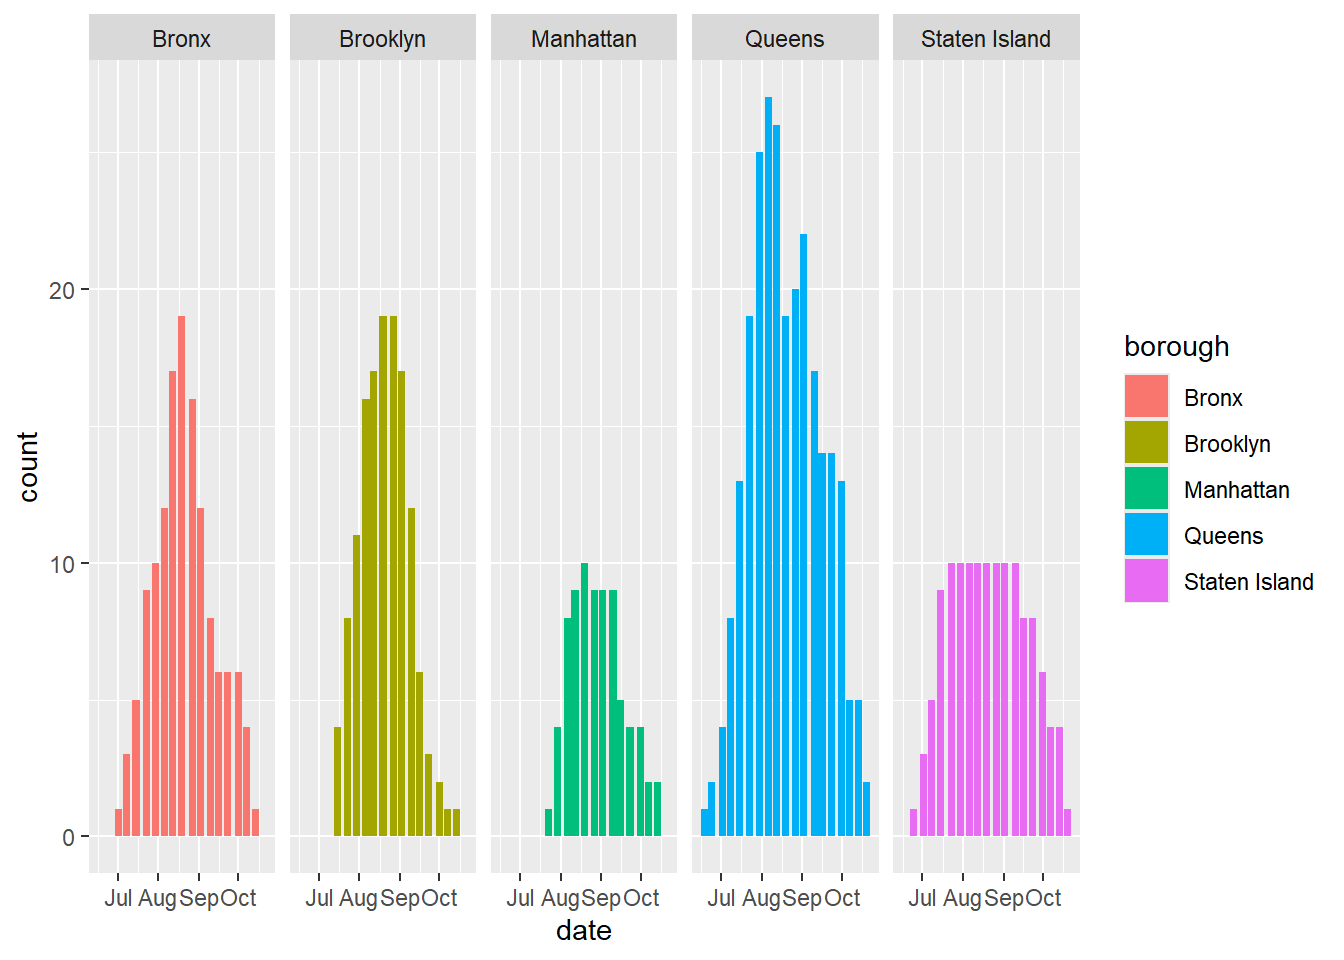 Bronx Brooklyn Manhattan Queens Staten Island
20
10
0
count
Jul Aug Sep Oct Jul Aug Sep Oct Jul Aug Sep Oct Jul Aug Sep Oct Jul Aug Sep Oct
date
borough
Bronx
Brooklyn
Manhattan
Queens
Staten Island